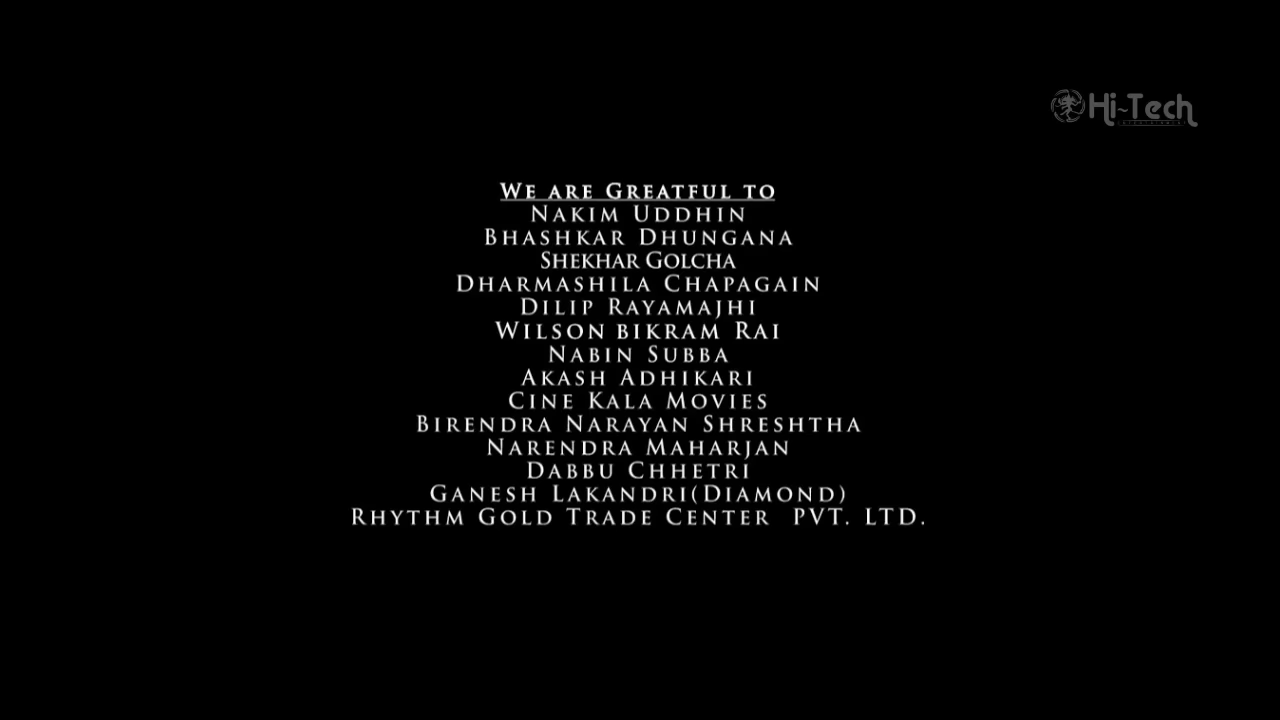 Hi~Tech
ENTERTAINMENT
WE ARE GREATFUL TO
NAKIM UDDHIN
BHASHKAR DHUNGANA
SHEKHAR GOLCHA
DHARMASHILA CHAPAGAIN
DILIP RAYAMAJHI
WILSON BIKRAM RAI
NABIN SUBBA
AKASH ADHIKARI
CINE KALA MOVIES
BIRENDRA NARAYAN SHRESHTHA
NARENDRA MAHARJAN
DABBU CHHETRI
GANESH LAKANDRI(DIAMOND)
RHYTHM GOLD TRADE CENTER PVT. LTD.